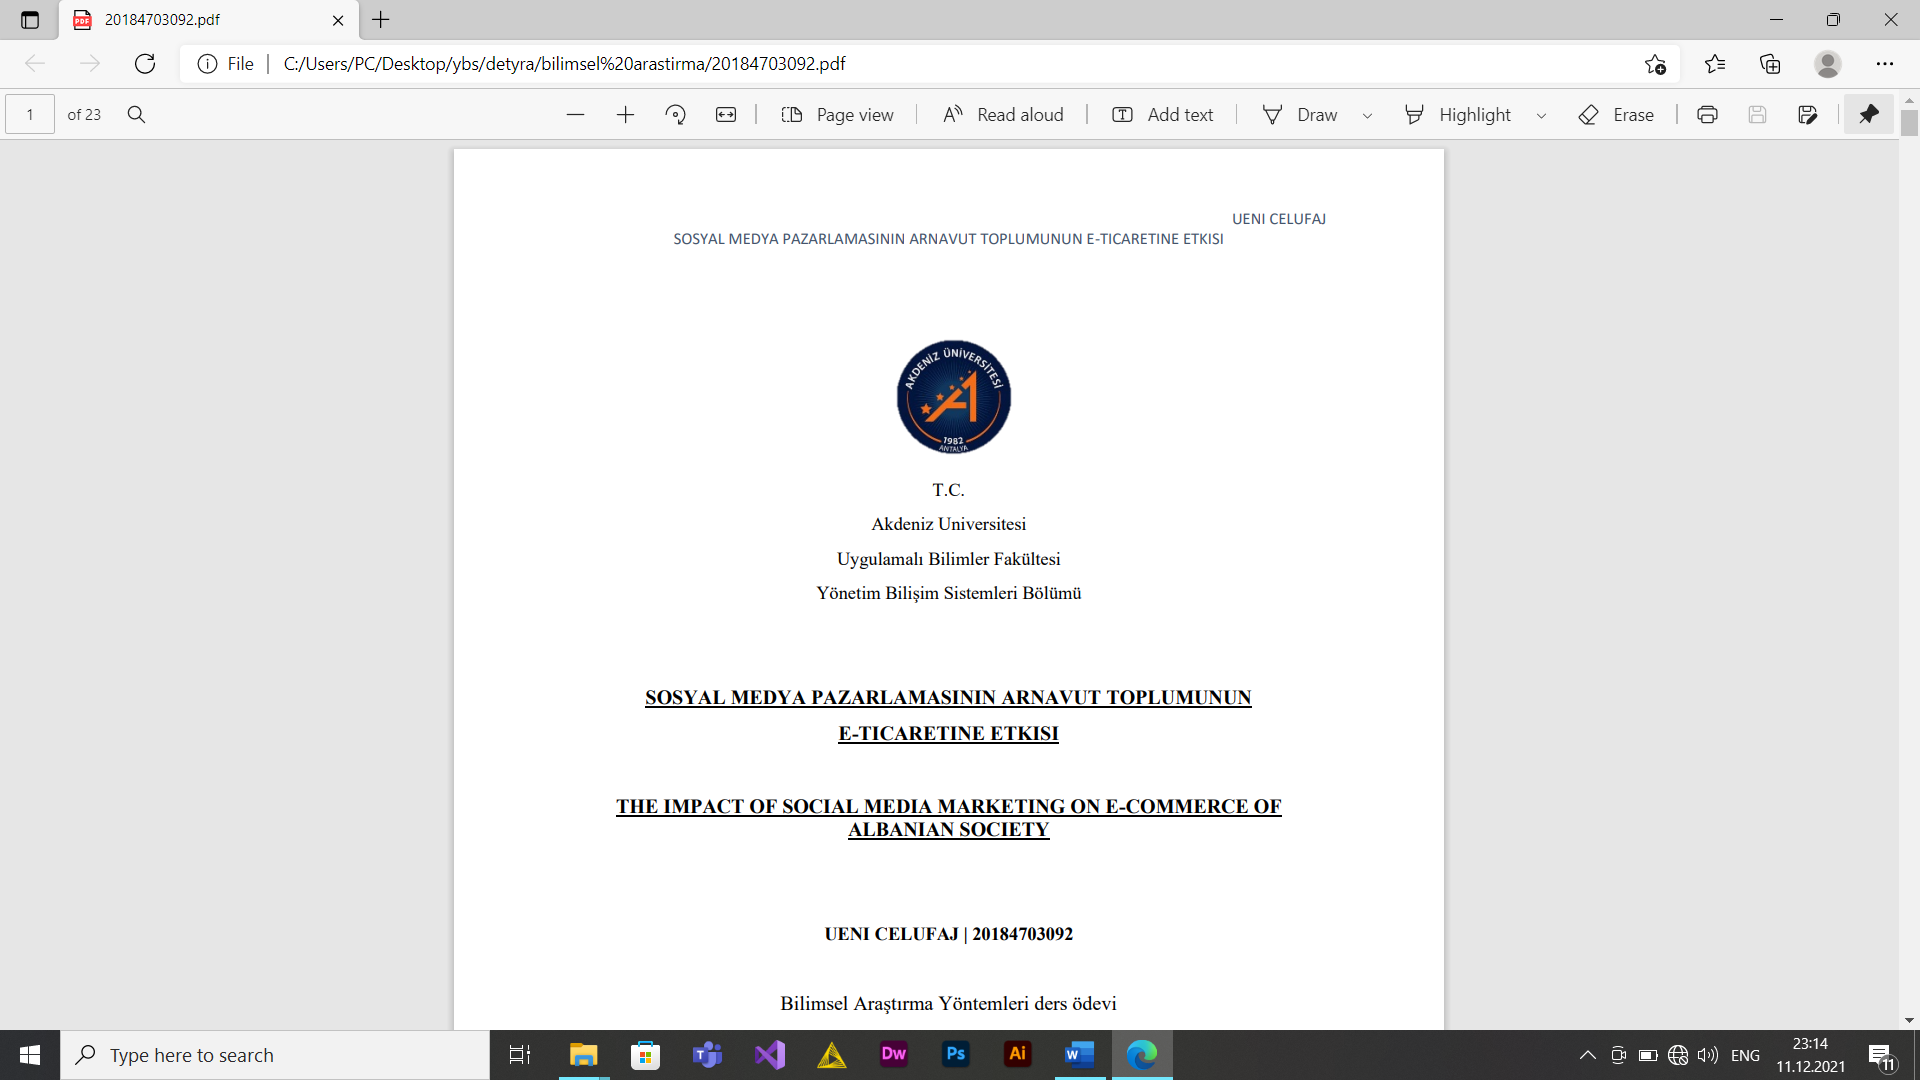 20184703092.pdf
File
C:/Users/PC/Desktop/ybs/detyra/bilimsel%20arastirma/20184703092.pdf
1 of 23
Page view
Read aloud
Add text
Draw
Highlight
Erase
UENI CELUFAJ
SOSYAL MEDYA PAZARLAMASININ ARNAVUT TOPLUMUNUN E-TICARETINE ETKISI
AKDENİZ ÜNİVERSİTESİ
1982
ANTALYA
T.C.
Akdeniz Universitesi
Uygulamalı Bilimler Fakültesi
Yönetim Bilişim Sistemleri Bölümü
SOSYAL MEDYA PAZARLAMASININ ARNAVUT TOPLUMUNUN
E-TICARETINE ETKISI
THE IMPACT OF SOCIAL MEDIA MARKETING ON E-COMMERCE OF
ALBANIAN SOCIETY
UENI CELUFAJ | 20184703092
Bilimsel Araştırma Yöntemleri ders ödevi
Type here to search
Dw
Ps
Ai
ENG
23:14
11.12.2021
11